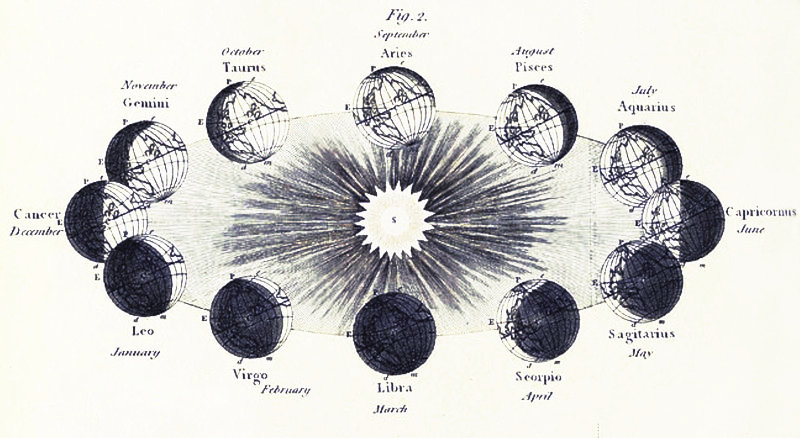 Fig. 2.
September
Aries
October
Taurus
August
Pisces
November
Gemini
July
Aquarius
Cancer
December
Capricornus
June
Leo
January
Virgo
February
Libra
March
Scorpio
April
Sagitarius
May
S